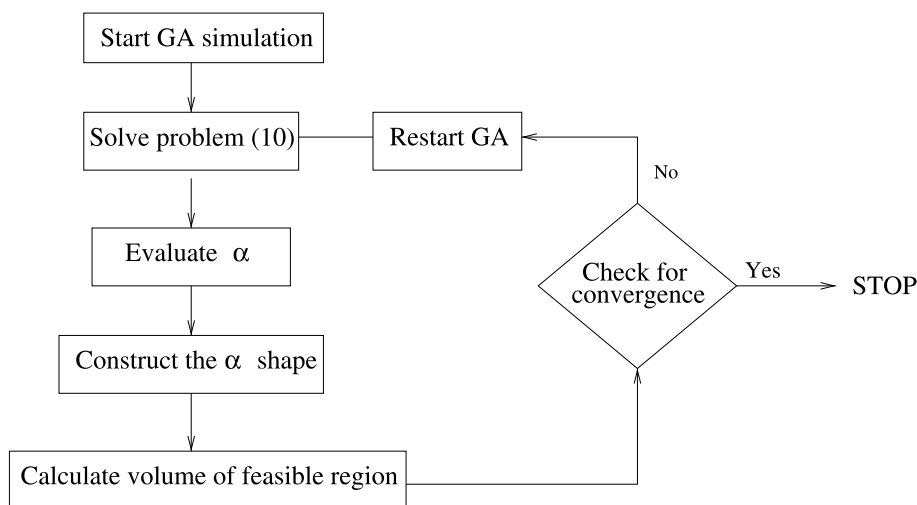 Start GA simulation
Solve problem (10)
Restart GA
No
Evaluate α
Check for
convergence
Yes
STOP
Construct the α shape
Calculate volume of feasible region